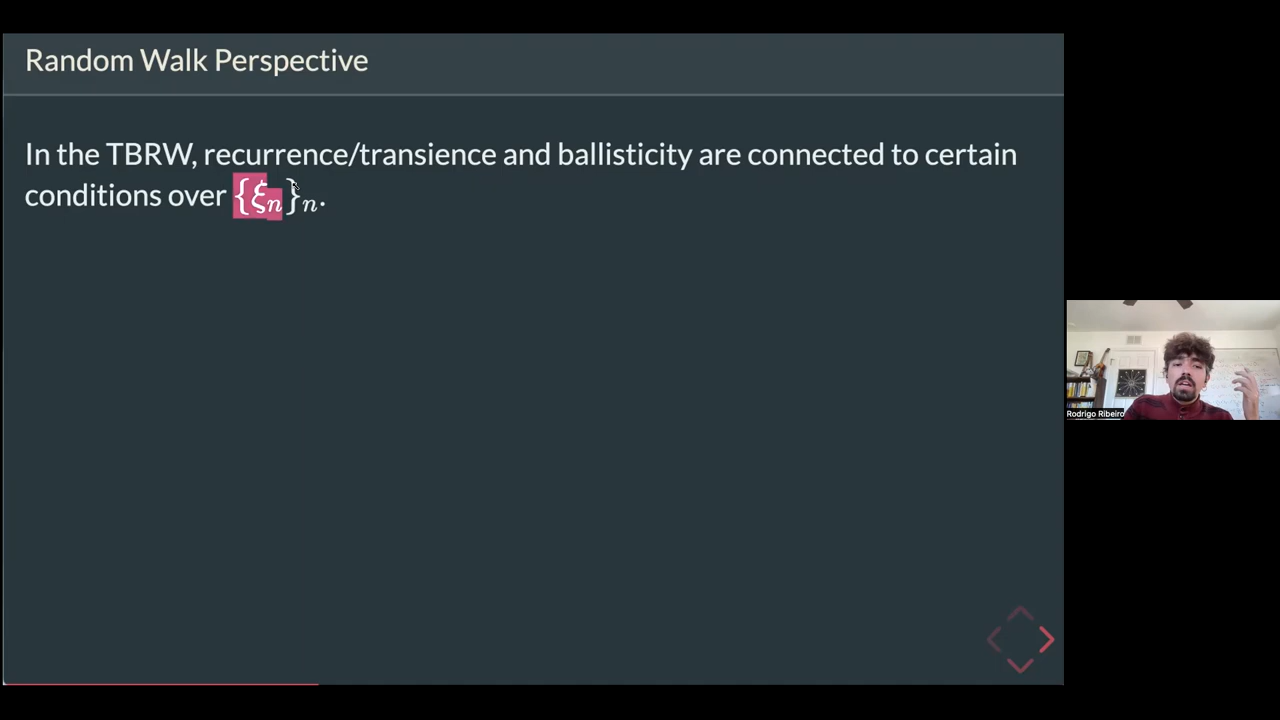 Random Walk Perspective
In the TBRW, recurrence/transience and ballisticity are connected to certain
conditions over {ξₙ}ₙ.
Rodrigo Ribeiro